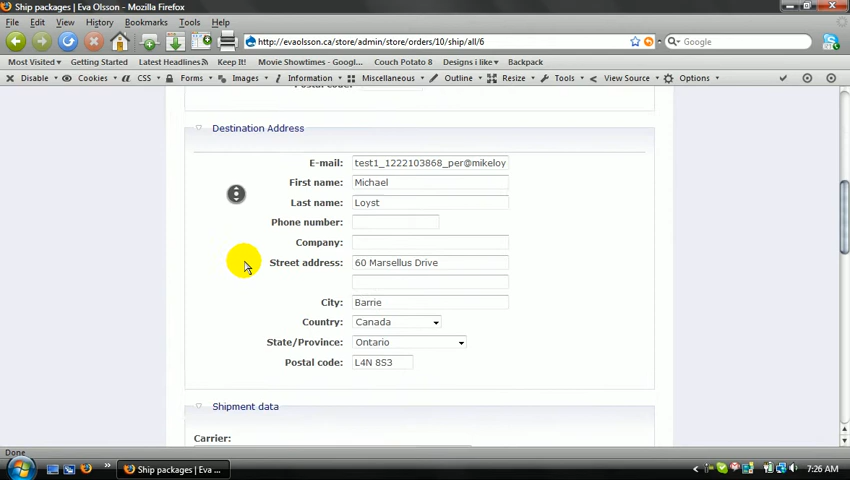 Ship packages | Eva Olsson - Mozilla Firefox
File Edit View History Bookmarks Tools Help
http://evaolsson.ca/store/admin/store/orders/10/ship/all/6
Google
Most Visited Getting Started Latest Headlines Keep It! Movie Showtimes - Googl... Couch Potato 8 Designs i like Backpack
Disable Cookies CSS Forms Images Information Miscellaneous Outline Resize Tools View Source Options
Postal code:
Destination Address
E-mail: test1_1222103868_per@mikeloy
First name: Michael
Last name: Loyst
Phone number:
Company:
Street address: 60 Marsellus Drive
City: Barrie
Country: Canada
State/Province: Ontario
Postal code: L4N 8S3
Shipment data
Carrier:
Done
Ship packages | Eva ... 7:26 AM